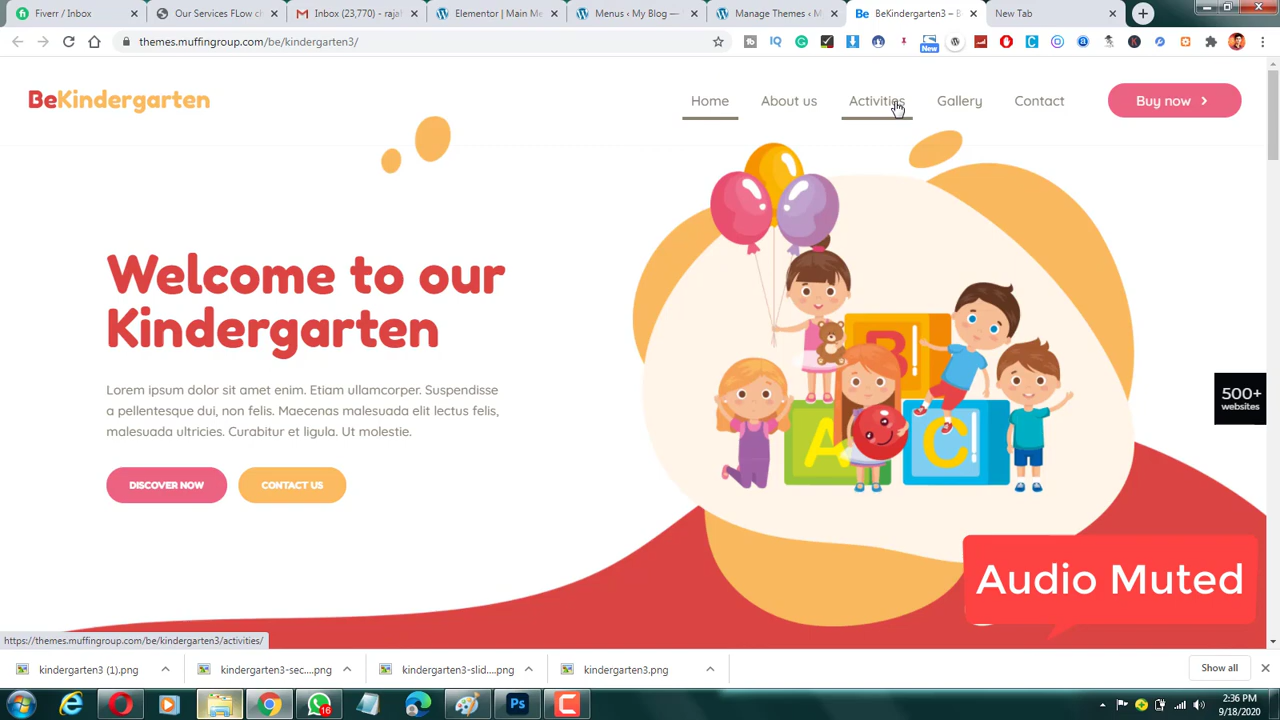 Fiverr / Inbox
Our Services FLow ch
Inbox (23,770) - rajal
Elementor Main Me
Menus ‹ My Blog —
Manage Themes ‹ M
BeKindergarten3 – B
New Tab
themes.muffingroup.com/be/kindergarten3/
New
BeKindergarten
Home
About us
Activities
Gallery
Contact
Buy now
Welcome to our
Kindergarten
Lorem ipsum dolor sit amet enim. Etiam ullamcorper. Suspendisse
a pellentesque dui, non felis. Maecenas malesuada elit lectus felis,
malesuada ultricies. Curabitur et ligula. Ut molestie.
DISCOVER NOW
CONTACT US
B
A
C
500+
websites
Audio Muted
https://themes.muffingroup.com/be/kindergarten3/activities/
kindergarten3 (1).png
kindergarten3-sec....png
kindergarten3-slid....png
kindergarten3.png
Show all
16
Ps
2:36 PM
9/18/2020